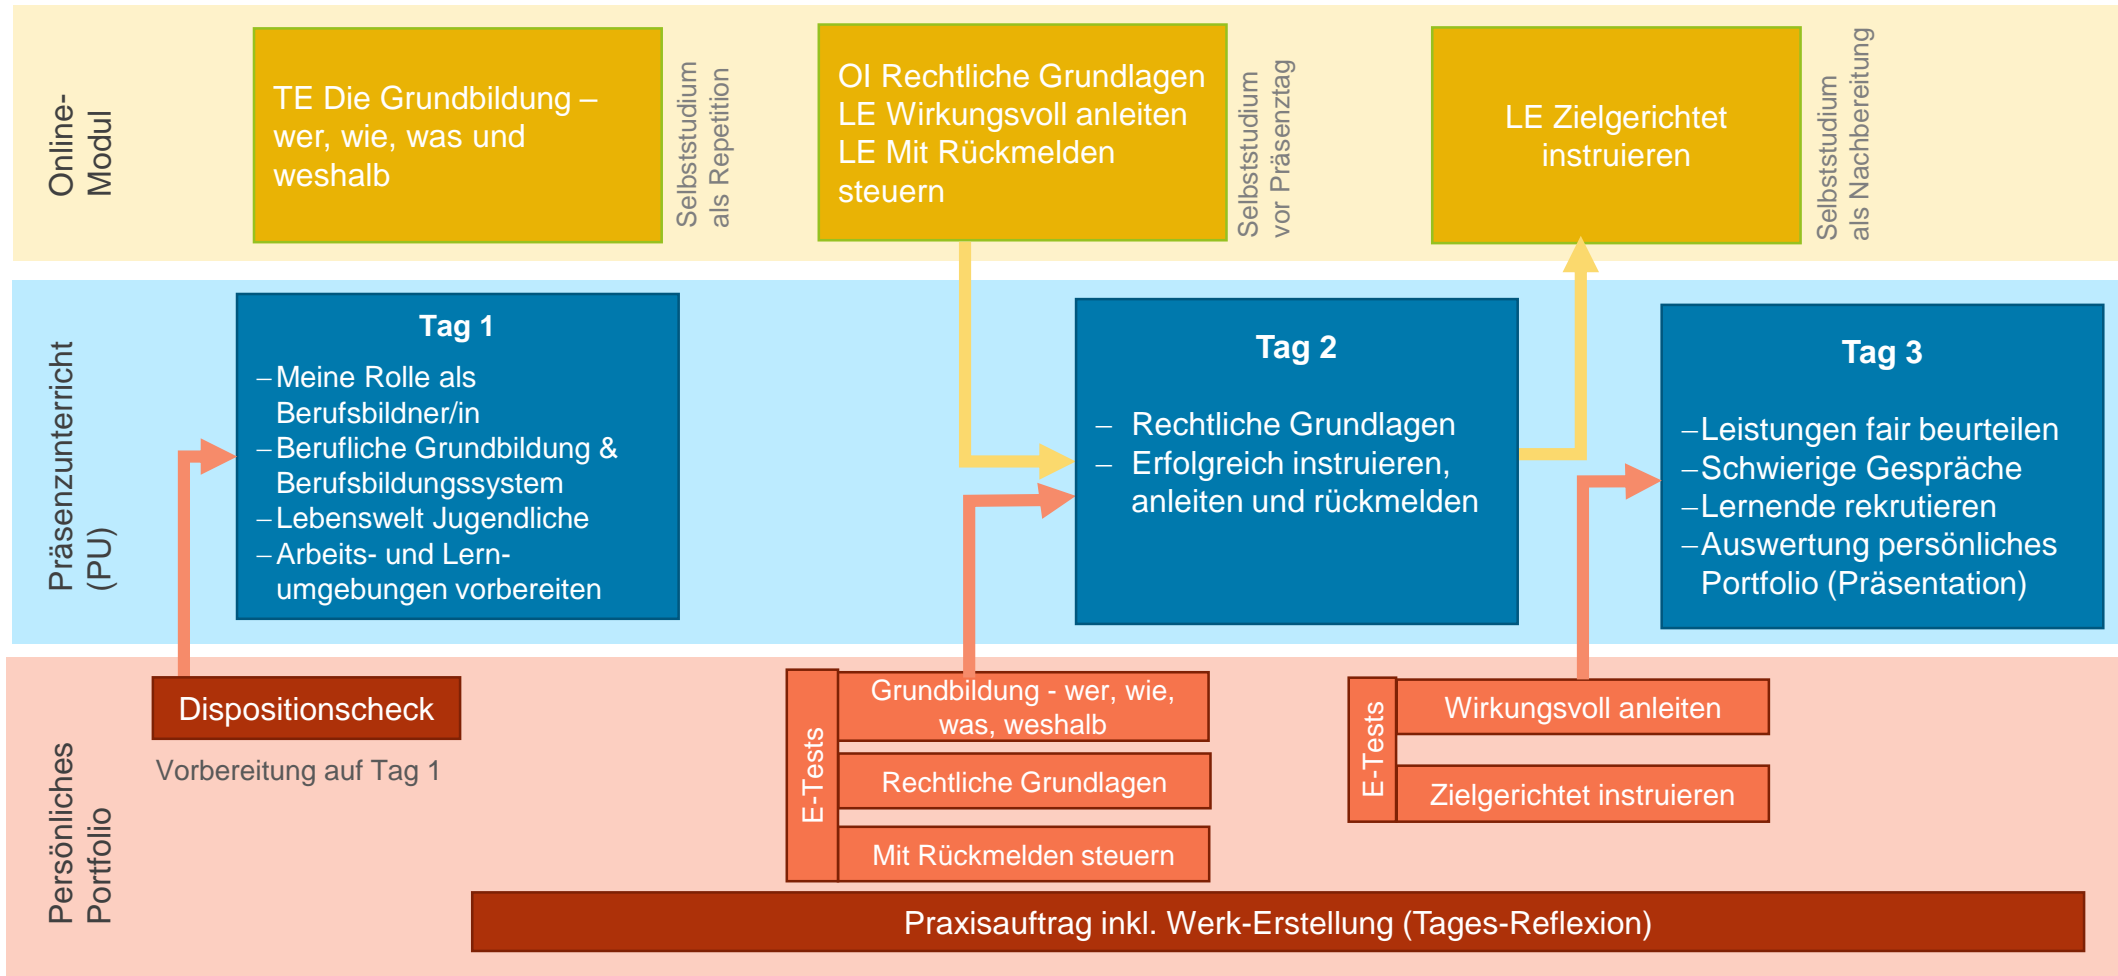 Online-
Modul
TE Die Grundbildung –
wer, wie, was und
weshalb
Selbststudium
als Repetition
OI Rechtliche Grundlagen
LE Wirkungsvoll anleiten
LE Mit Rückmelden
steuern
Selbststudium
vor Präsenztag
LE Zielgerichtet
instruieren
Selbststudium
als Nachbereitung
Präsenzunterricht
(PU)
Tag 1
–Meine Rolle als
Berufsbildner/in
–Berufliche Grundbildung &
Berufsbildungssystem
–Lebenswelt Jugendliche
–Arbeits- und Lern-
umgebungen vorbereiten
Tag 2
– Rechtliche Grundlagen
– Erfolgreich instruieren,
anleiten und rückmelden
Tag 3
–Leistungen fair beurteilen
–Schwierige Gespräche
–Lernende rekrutieren
–Auswertung persönliches
Portfolio (Präsentation)
Persönliches
Portfolio
Dispositionscheck
Vorbereitung auf Tag 1
E-Tests
Grundbildung - wer, wie,
was, weshalb
Rechtliche Grundlagen
Mit Rückmelden steuern
E-Tests
Wirkungsvoll anleiten
Zielgerichtet instruieren
Praxisauftrag inkl. Werk-Erstellung (Tages-Reflexion)